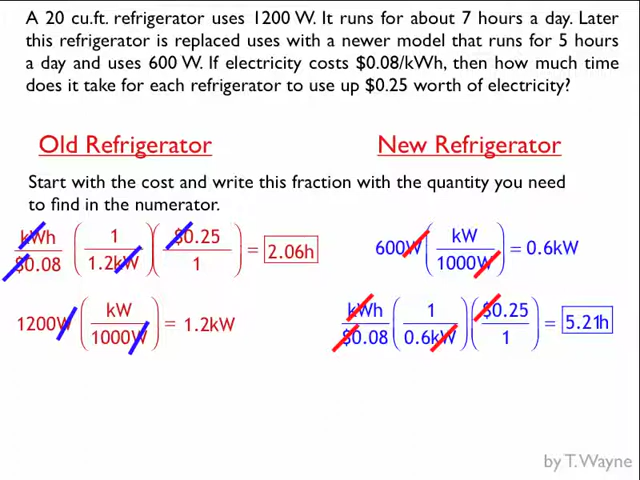 A 20 cu.ft. refrigerator uses 1200 W. It runs for about 7 hours a day. Later
this refrigerator is replaced uses with a newer model that runs for 5 hours
a day and uses 600 W. If electricity costs $0.08/kWh, then how much time
does it take for each refrigerator to use up $0.25 worth of electricity?
Old Refrigerator
New Refrigerator
Start with the cost and write this fraction with the quantity you need
to find in the numerator.
kWh/$0.08 (1/1.2kW)($0.25/1) = 2.06h
1200W (kW/1000W) = 1.2kW
600W (kW/1000W) = 0.6kW
kWh/$0.08 (1/0.6kW)($0.25/1) = 5.21h
by T. Wayne